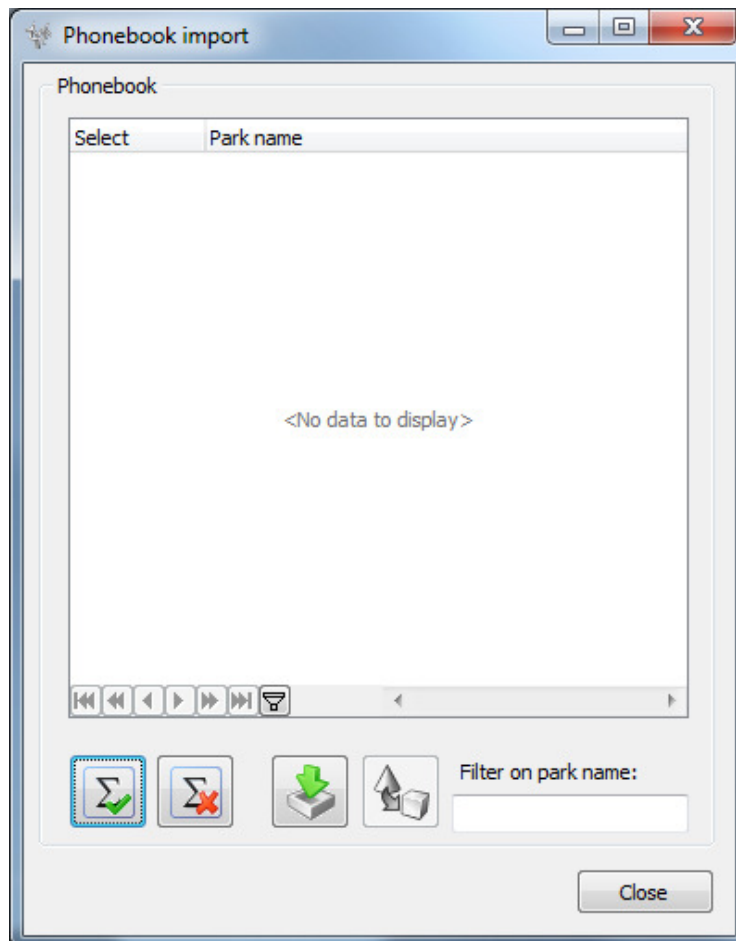 Phonebook import
Phonebook
Select Park name
<No data to display>
Filter on park name:
Close